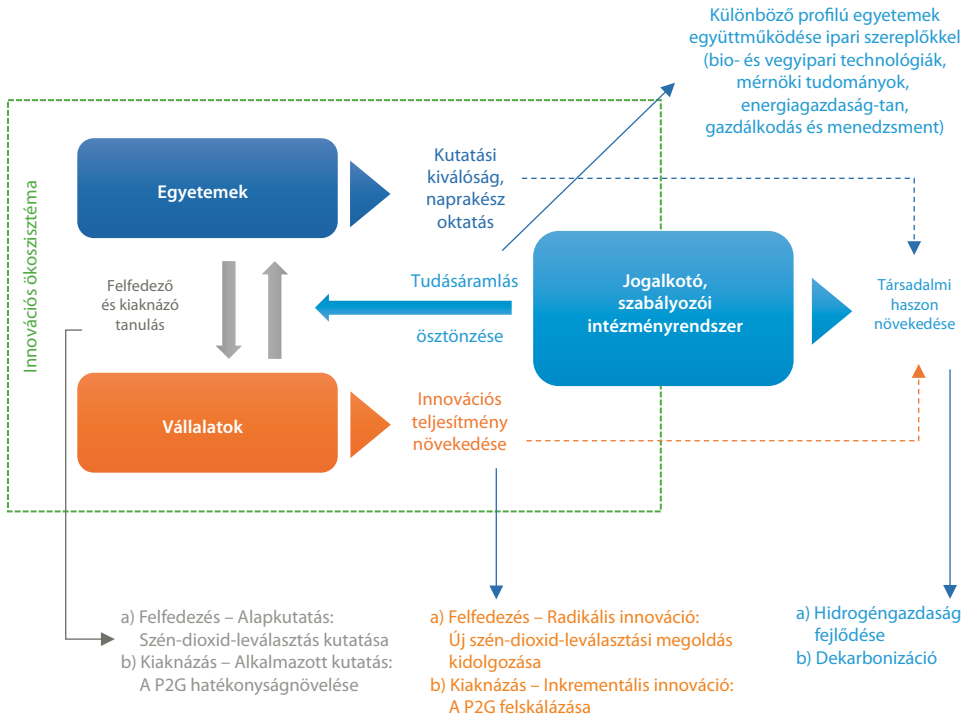 Különböző profilú egyetemek
együttműködése ipari szereplőkkel
(bio- és vegyipari technológiák,
mérnöki tudományok,
energiagazdaság-tan,
gazdálkodás és menedzsment)
Innovációs ökoszisztéma
Egyetemek
Kutatási
kiválóság,
naprakész
oktatás
Felfedező
és kiaknázó
tanulás
Tudásáramlás
ösztönzése
Jogalkotó,
szabályozói
intézményrendszer
Társadalmi
haszon
növekedése
Vállalatok
Innovációs
teljesítmény
növekedése
a) Felfedezés – Alapkutatás:
Szén-dioxid-leválasztás kutatása
b) Kiaknázás – Alkalmazott kutatás:
A P2G hatékonyságnövelése
a) Felfedezés – Radikális innováció:
Új szén-dioxid-leválasztási megoldás
kidolgozása
b) Kiaknázás – Inkrementális innováció:
A P2G felskálázása
a) Hidrogéngazdaság
fejlődése
b) Dekarbonizáció